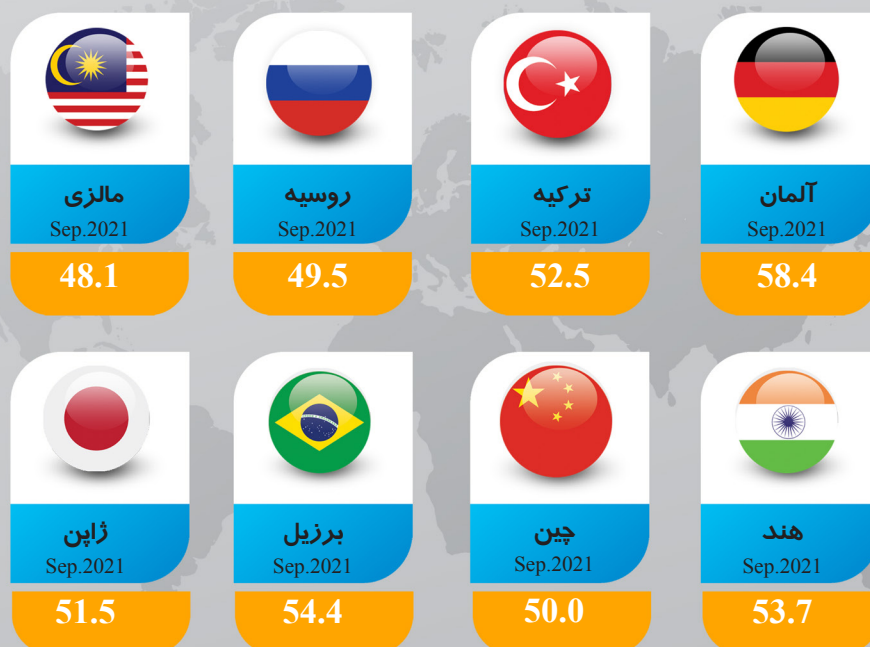 آلمان
Sep.2021
58.4
ترکیه
Sep.2021
52.5
روسیه
Sep.2021
49.5
مالزی
Sep.2021
48.1
هند
Sep.2021
53.7
چین
Sep.2021
50.0
برزیل
Sep.2021
54.4
ژاپن
Sep.2021
51.5